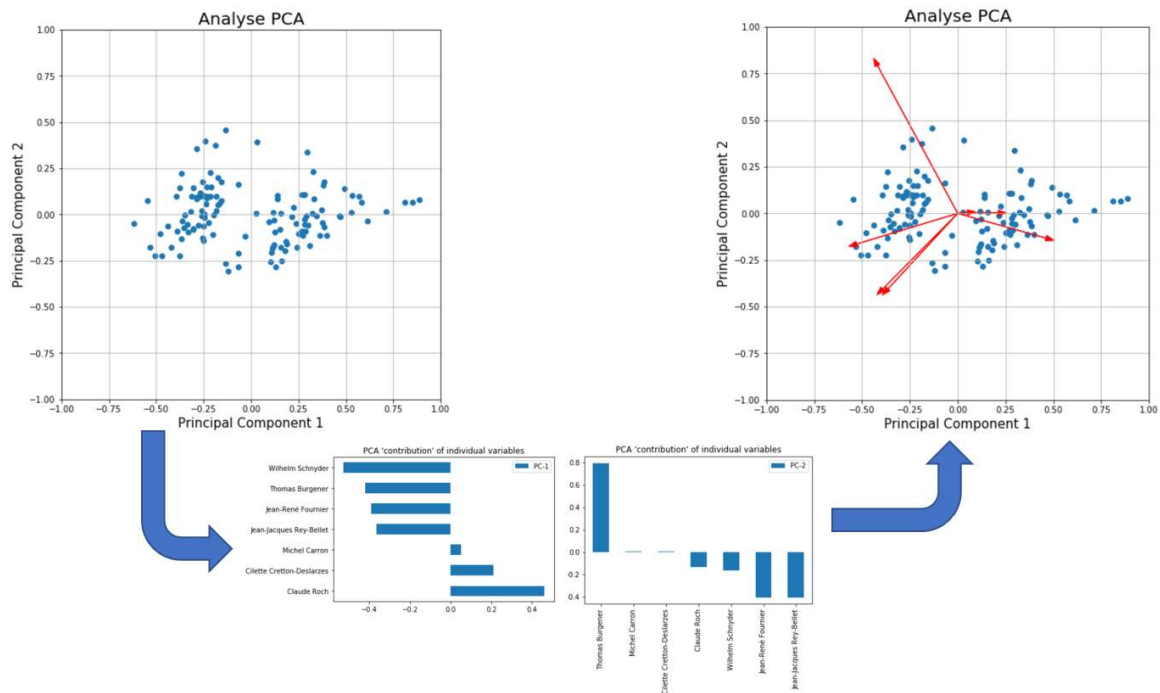 Analyse PCA
1.00
0.75
0.50
0.25
0.00
−0.25
−0.50
−0.75
−1.00
Principal Component 2
−1.00 −0.75 −0.50 −0.25 0.00 0.25 0.50 0.75 1.00
Principal Component 1
Analyse PCA
1.00
0.75
0.50
0.25
0.00
−0.25
−0.50
−0.75
−1.00
Principal Component 2
−1.00 −0.75 −0.50 −0.25 0.00 0.25 0.50 0.75 1.00
Principal Component 1
PCA 'contribution' of individual variables
PC-1
Wilhelm Schnyder
Thomas Burgener
Jean-René Fournier
Jean-Jacques Rey-Bellet
Michel Carron
Cilette Cretton-Deslarzes
Claude Roch
−0.4 −0.2 0.0 0.2 0.4
PCA 'contribution' of individual variables
PC-2
0.8
0.6
0.4
0.2
0.0
0.2
0.4
Thomas Burgener
Michel Carron
Cilette Cretton-Deslarzes
Claude Roch
Wilhelm Schnyder
Jean-René Fournier
Jean-Jacques Rey-Bellet